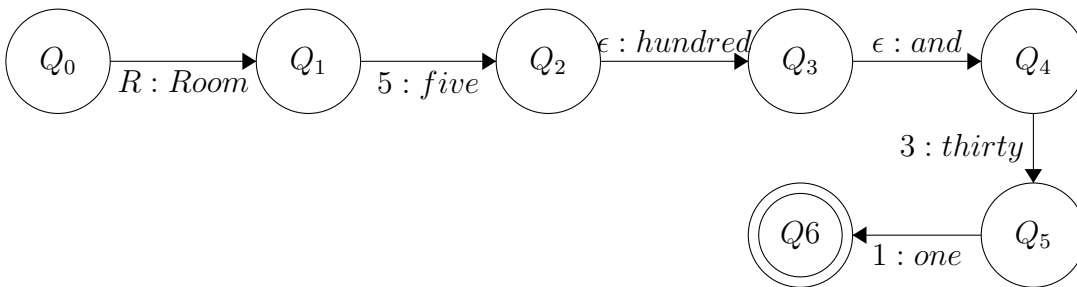 Q₀ Q₁ Q₂ ϵ : hundred Q₃ ϵ : and Q₄
R : Room 5 : five
3 : thirty
Q6 1 : one Q₅